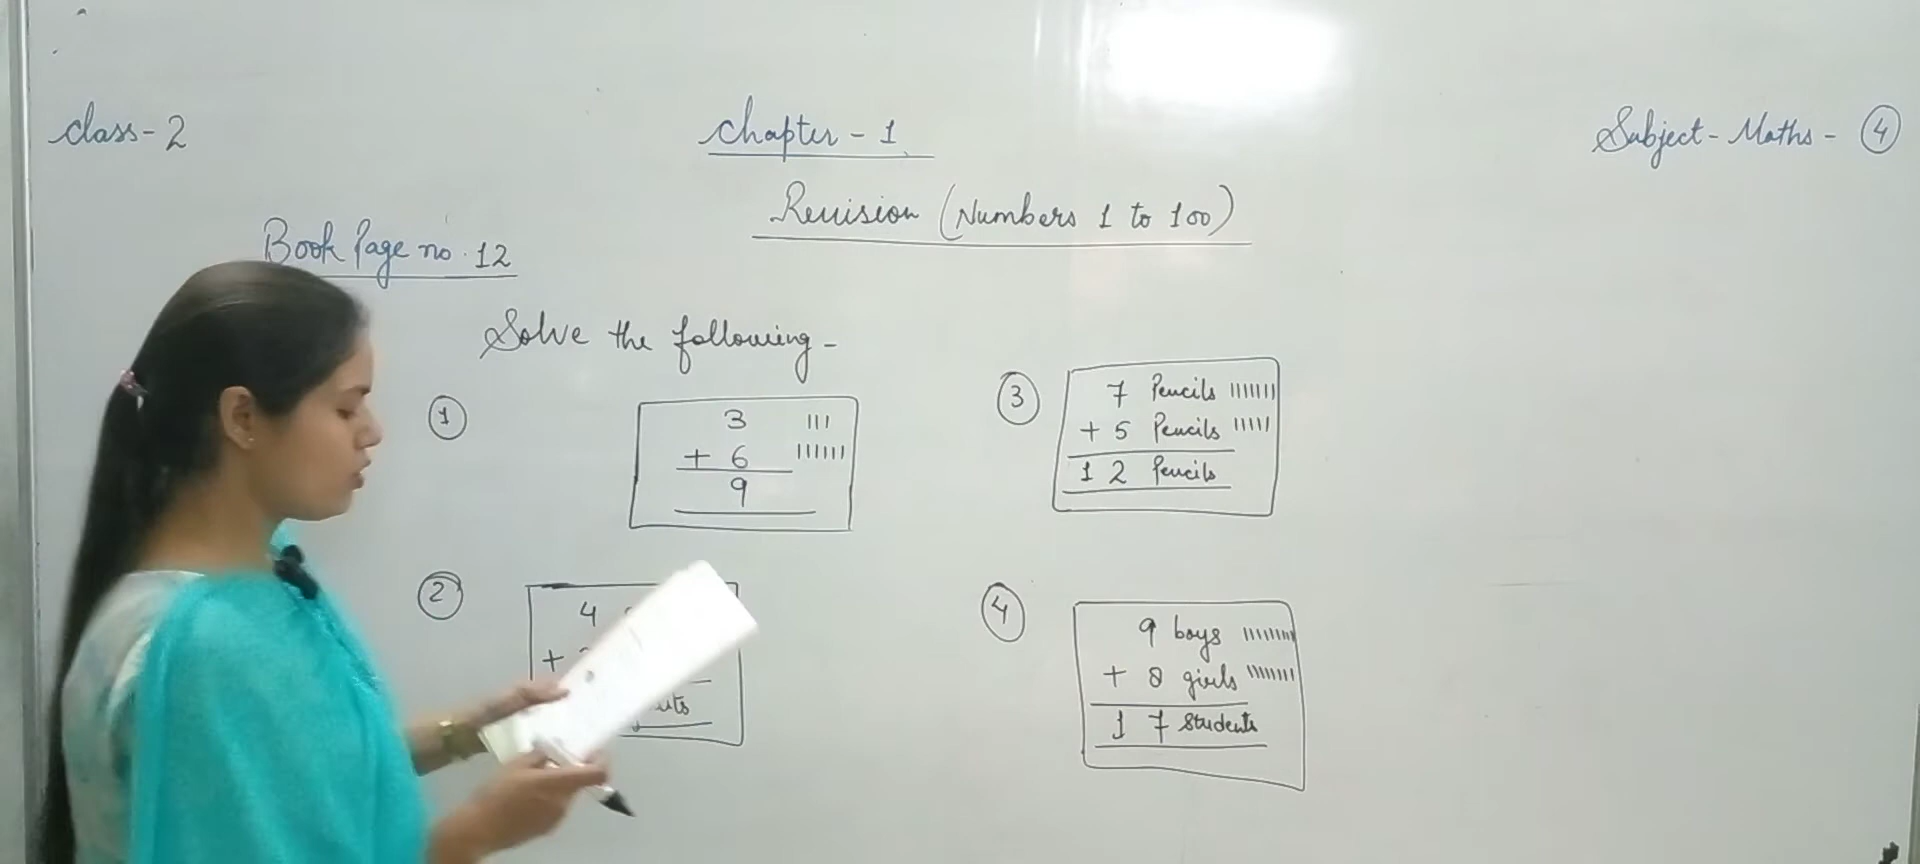 Class-2
Chapter - 1
Subject - Maths - 4
Revision (Numbers 1 to 100)
Book Page no. 12
Solve the following -
1
3
+ 6
9
2
4
+
3
7 Pencils
+ 5 Pencils
1 2 Pencils
4
9 boys
+ 8 girls
1 7 Students